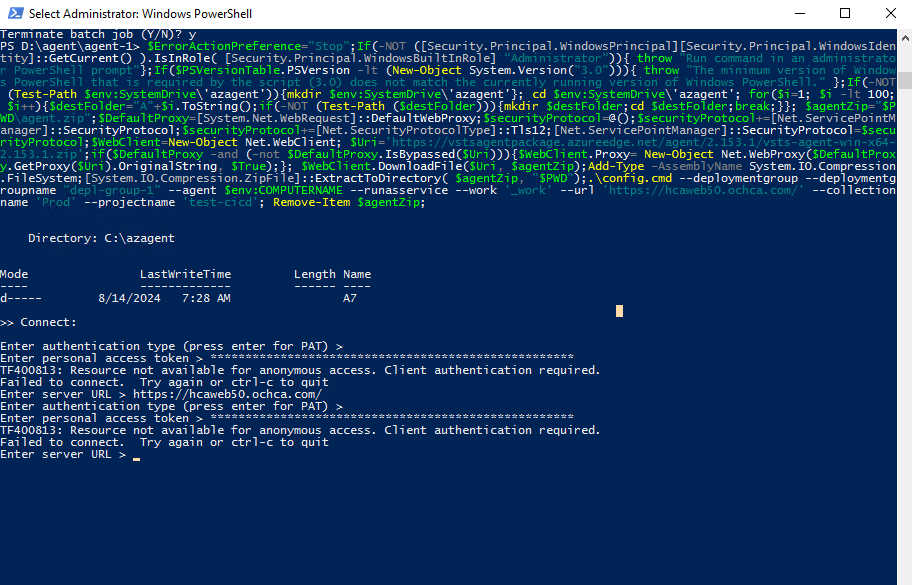 Select Administrator: Windows PowerShell
Terminate batch job (Y/N)? y
PS D:\agent\agent-1> $ErrorActionPreference="Stop";If(-NOT ([Security.Principal.WindowsPrincipal][Security.Principal.WindowsIden
tity]::GetCurrent() ).IsInRole( [Security.Principal.WindowsBuiltInRole] "Administrator")){ throw "Run command in an administrato
r PowerShell prompt"};If($PSVersionTable.PSVersion -lt (New-Object System.Version("3.0"))){ throw "The minimum version of Window
s PowerShell that is required by the script (3.0) does not match the currently running version of Windows PowerShell." };If(-NOT
 (Test-Path $env:SystemDrive\'azagent')){mkdir $env:SystemDrive\'azagent'}; cd $env:SystemDrive\'azagent'; for($i=1; $i -lt 100;
 $i++){$destFolder="A"+$i.ToString();if(-NOT (Test-Path ($destFolder))){mkdir $destFolder;cd $destFolder;break;}}; $agentZip="$P
WD\agent.zip";$DefaultProxy=[System.Net.WebRequest]::DefaultWebProxy;$securityProtocol=@();$securityProtocol+=[Net.ServicePointM
anager]::SecurityProtocol;$securityProtocol+=[Net.SecurityProtocolType]::Tls12;[Net.ServicePointManager]::SecurityProtocol=$secu
rityProtocol;$WebClient=New-Object Net.WebClient; $Uri='https://vstsagentpackage.azureedge.net/agent/2.153.1/vsts-agent-win-x64-
2.153.1.zip';if($DefaultProxy -and (-not $DefaultProxy.IsBypassed($Uri))){$WebClient.Proxy= New-Object Net.WebProxy($DefaultProx
y.GetProxy($Uri).OriginalString, $True);}; $WebClient.DownloadFile($Uri, $agentZip);Add-Type -AssemblyName System.IO.Compression
.FileSystem;[System.IO.Compression.ZipFile]::ExtractToDirectory( $agentZip, "$PWD");.\config.cmd --deploymentgroup --deploymentg
roupname "depl-group-1" --agent $env:COMPUTERNAME --runasservice --work '_work' --url 'https://hcaweb50.ochca.com/' --collection
name 'Prod' --projectname 'test-cicd'; Remove-Item $agentZip;
Directory: C:\azagent
Mode LastWriteTime Length Name
---- ------------- ------ ----
d----- 8/14/2024 7:28 AM A7
>> Connect:
Enter authentication type (press enter for PAT) >
Enter personal access token > ****************************************************
TF400813: Resource not available for anonymous access. Client authentication required.
Failed to connect.  Try again or ctrl-c to quit
Enter server URL > https://hcaweb50.ochca.com/
Enter authentication type (press enter for PAT) >
Enter personal access token > ****************************************************
TF400813: Resource not available for anonymous access. Client authentication required.
Failed to connect.  Try again or ctrl-c to quit
Enter server URL >